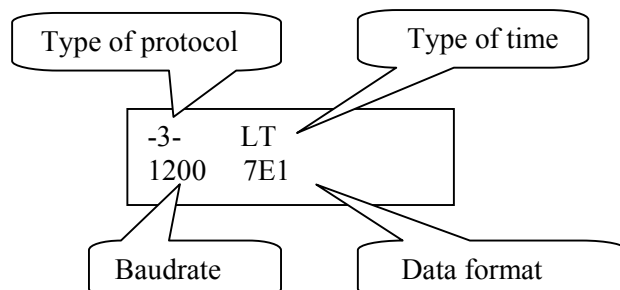 Type of protocol
Type of time
-3- LT
1200 7E1
Baudrate
Data format